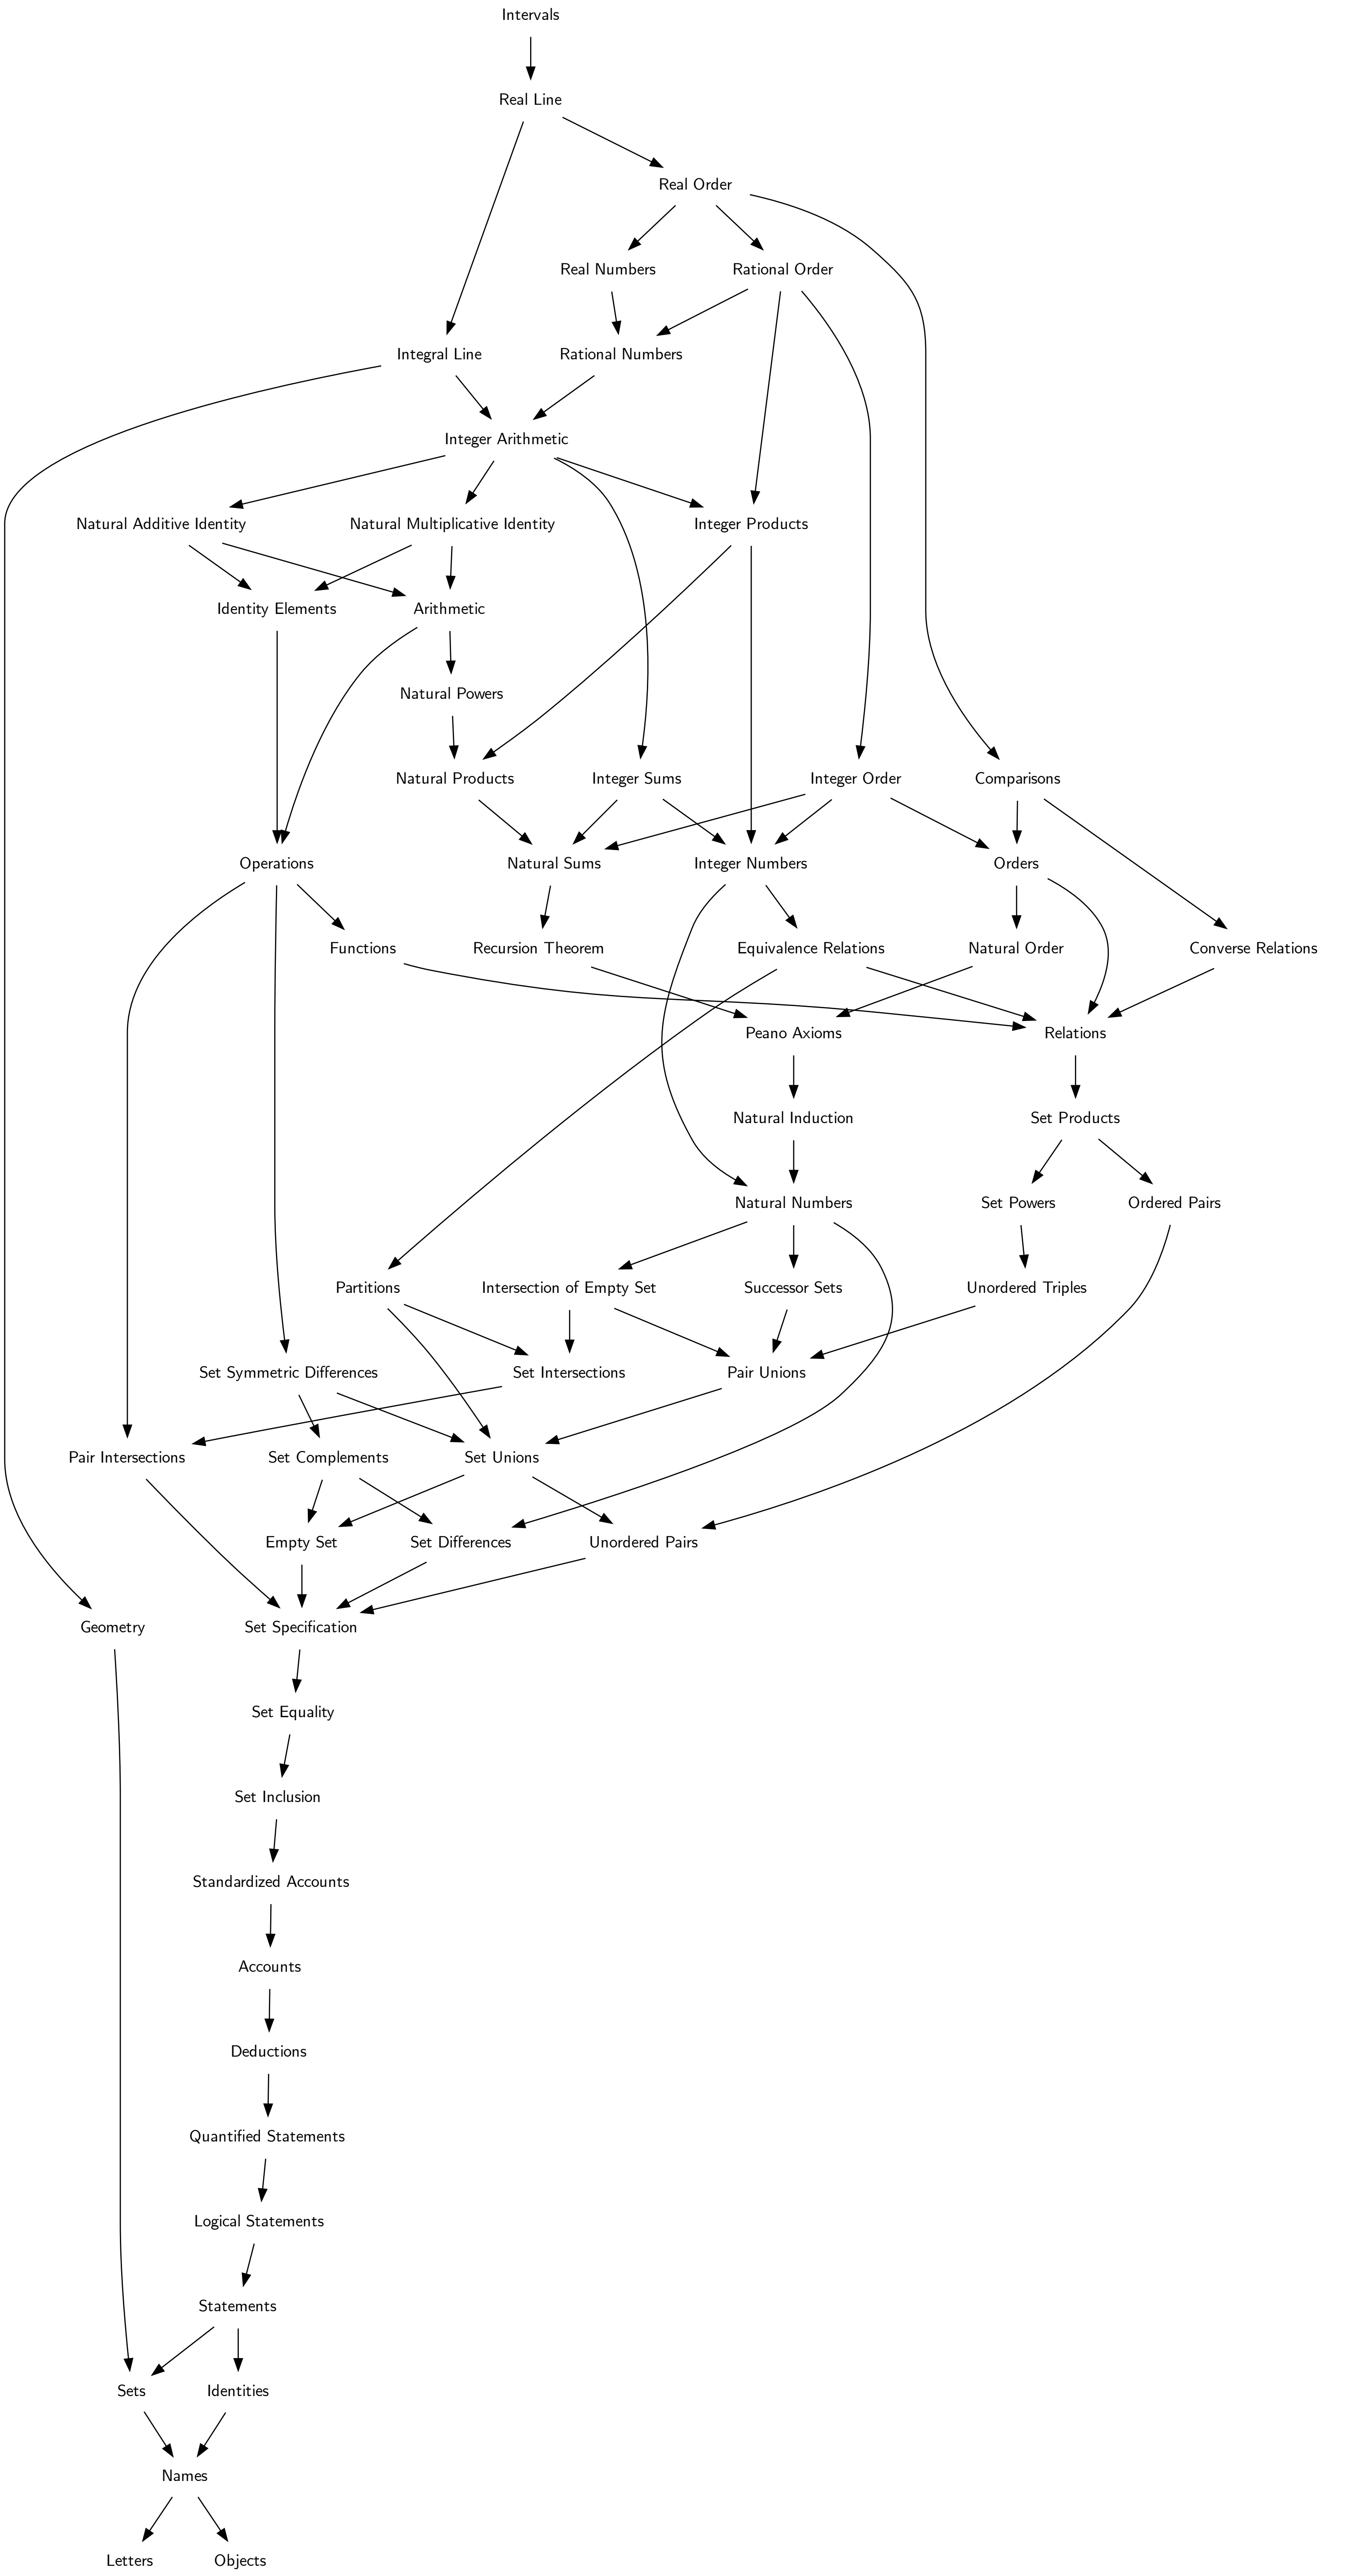 Intervals
Real Line
Real Order
Real Numbers
Rational Order
Integral Line
Rational Numbers
Integer Arithmetic
Natural Additive Identity
Natural Multiplicative Identity
Integer Products
Identity Elements
Arithmetic
Natural Powers
Natural Products
Integer Sums
Integer Order
Comparisons
Operations
Natural Sums
Integer Numbers
Orders
Functions
Recursion Theorem
Equivalence Relations
Natural Order
Converse Relations
Peano Axioms
Relations
Natural Induction
Set Products
Natural Numbers
Set Powers
Ordered Pairs
Partitions
Intersection of Empty Set
Successor Sets
Unordered Triples
Set Symmetric Differences
Set Intersections
Pair Unions
Pair Intersections
Set Complements
Set Unions
Empty Set
Set Differences
Unordered Pairs
Geometry
Set Specification
Set Equality
Set Inclusion
Standardized Accounts
Accounts
Deductions
Quantified Statements
Logical Statements
Statements
Sets
Identities
Names
Letters
Objects